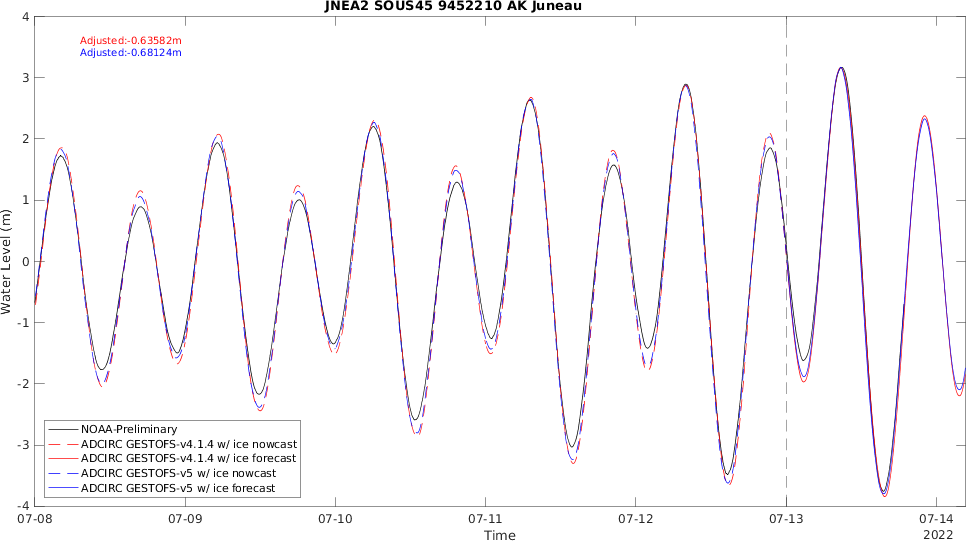 JNEA2 SOUS45 9452210 AK Juneau
Adjusted:-0.63582m
Adjusted:-0.68124m
4
3
2
1
0
-1
-2
-3
-4
Water Level (m)
NOAA-Preliminary
ADCIRC GESTOFS-v4.1.4 w/ ice nowcast
ADCIRC GESTOFS-v4.1.4 w/ ice forecast
ADCIRC GESTOFS-v5 w/ ice nowcast
ADCIRC GESTOFS-v5 w/ ice forecast
07-08 07-09 07-10 07-11 07-12 07-13 07-14
Time
2022